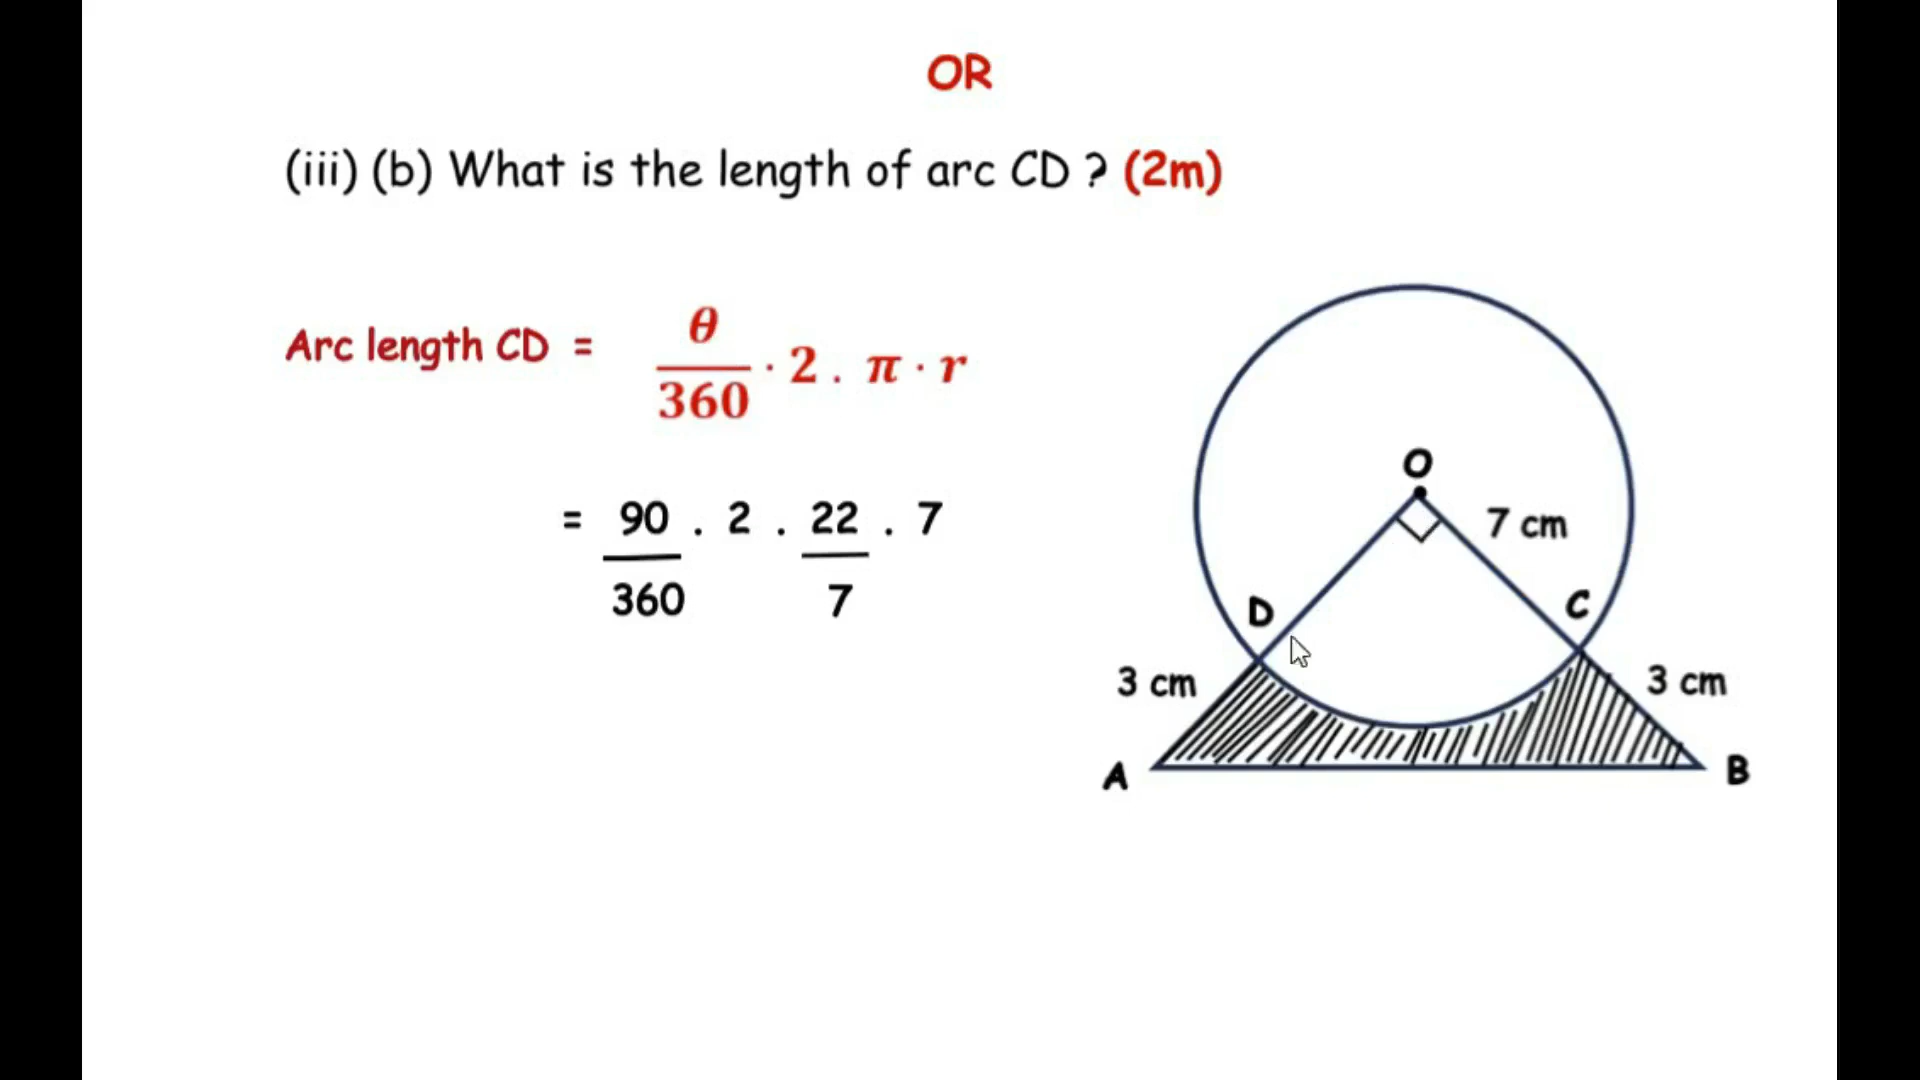 OR
(iii) (b) What is the length of arc CD ? (2m)
Arc length CD = θ/360 · 2 . π · r
= 90/360 . 2 . 22/7 . 7
O
7 cm
D
C
3 cm
3 cm
A
B